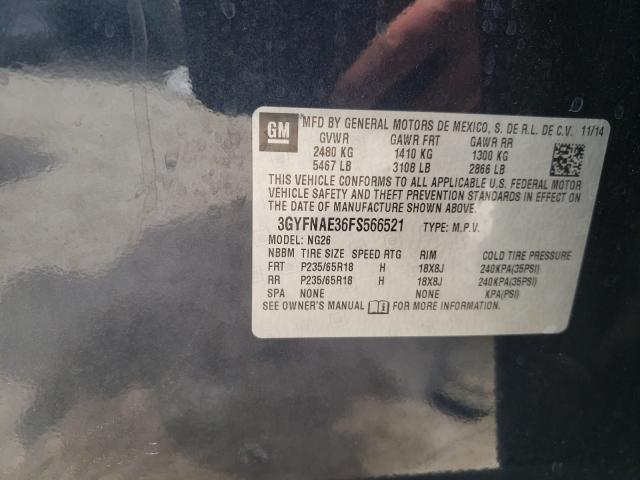 GM MFD BY GENERAL MOTORS DE MEXICO, S. DE R.L. DE C.V. 11/14
GVWR GAWR FRT GAWR RR
2480 KG 1410 KG 1300 KG
5467 LB 3108 LB 2866 LB
THIS VEHICLE CONFORMS TO ALL APPLICABLE U.S. FEDERAL MOTOR
VEHICLE SAFETY AND THEFT PREVENTION STANDARDS IN EFFECT ON
THE DATE OF MANUFACTURE SHOWN ABOVE.
3GYFNAE36FS566521 TYPE: M.P.V.
MODEL: NG26
NBBM TIRE SIZE SPEED RTG RIM COLD TIRE PRESSURE
FRT P235/65R18 H 18X8J 240KPA(35PSI)
RR P235/65R18 H 18X8J 240KPA(35PSI)
SPA NONE NONE KPA(PSI)
SEE OWNER'S MANUAL FOR MORE INFORMATION.